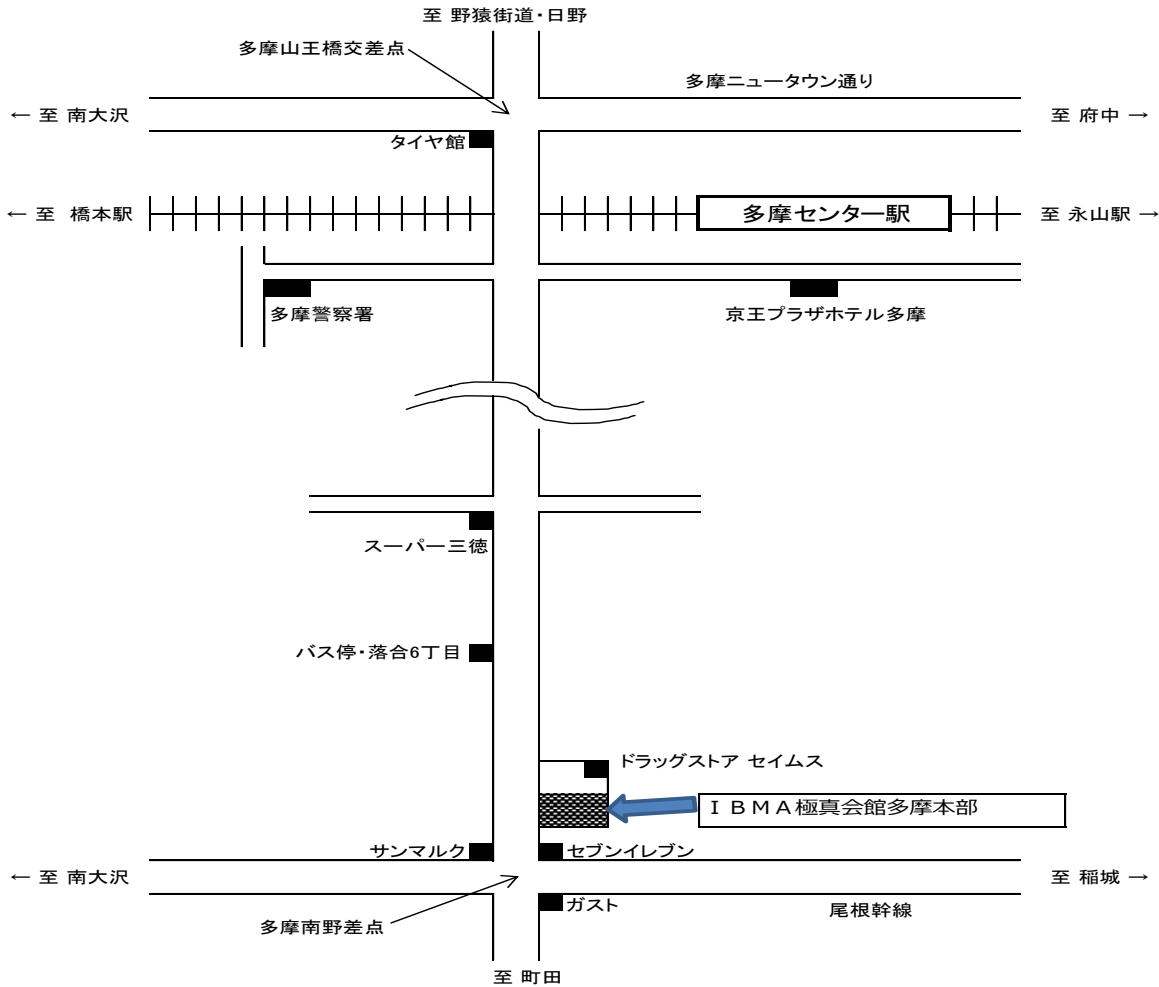 至 野猿街道・日野
多摩山王橋交差点
多摩ニュータウン通り
← 至 南大沢
至 府中 →
タイヤ館
← 至 橋本駅
多摩センター駅
至 永山駅 →
多摩警察署
京王プラザホテル多摩
スーパー三徳
バス停・落合6丁目
ドラッグストア セイムス
ＩＢＭＡ極真会館多摩本部
サンマルク
セブンイレブン
← 至 南大沢
至 稲城 →
ガスト
尾根幹線
多摩南野差点
至 町田